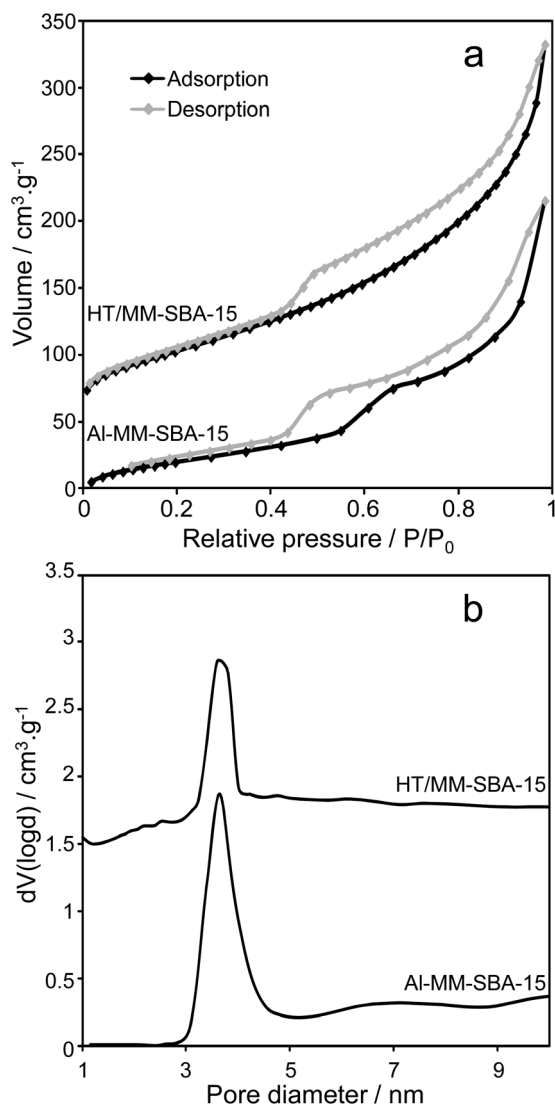 a
350
300
250
200
150
100
50
0
Volume / cm³.g⁻¹
Adsorption
Desorption
HT/MM-SBA-15
Al-MM-SBA-15
0 0.2 0.4 0.6 0.8 1
Relative pressure / P/P₀
b
3.5
3
2.5
2
1.5
1
0.5
0
dV(logd) / cm³.g⁻¹
HT/MM-SBA-15
Al-MM-SBA-15
1 3 5 7 9
Pore diameter / nm